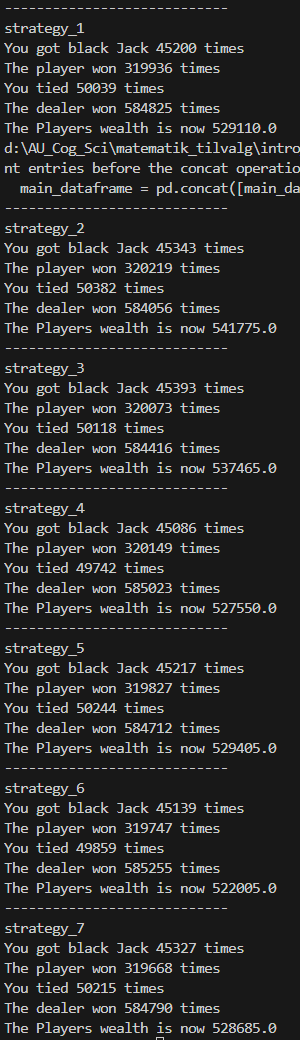 ----------------------------
strategy_1
You got black Jack 45200 times
The player won 319936 times
You tied 50039 times
The dealer won 584825 times
The Players wealth is now 529110.0
d:\AU_Cog_Sci\matematik_tilvalg\intro
nt entries before the concat operatio
  main_dataframe = pd.concat([main_da
----------------------------
strategy_2
You got black Jack 45343 times
The player won 320219 times
You tied 50382 times
The dealer won 584056 times
The Players wealth is now 541775.0
----------------------------
strategy_3
You got black Jack 45393 times
The player won 320073 times
You tied 50118 times
The dealer won 584416 times
The Players wealth is now 537465.0
----------------------------
strategy_4
You got black Jack 45086 times
The player won 320149 times
You tied 49742 times
The dealer won 585023 times
The Players wealth is now 527550.0
----------------------------
strategy_5
You got black Jack 45217 times
The player won 319827 times
You tied 50244 times
The dealer won 584712 times
The Players wealth is now 529405.0
----------------------------
strategy_6
You got black Jack 45139 times
The player won 319747 times
You tied 49859 times
The dealer won 585255 times
The Players wealth is now 522005.0
----------------------------
strategy_7
You got black Jack 45327 times
The player won 319668 times
You tied 50215 times
The dealer won 584790 times
The Players wealth is now 528685.0